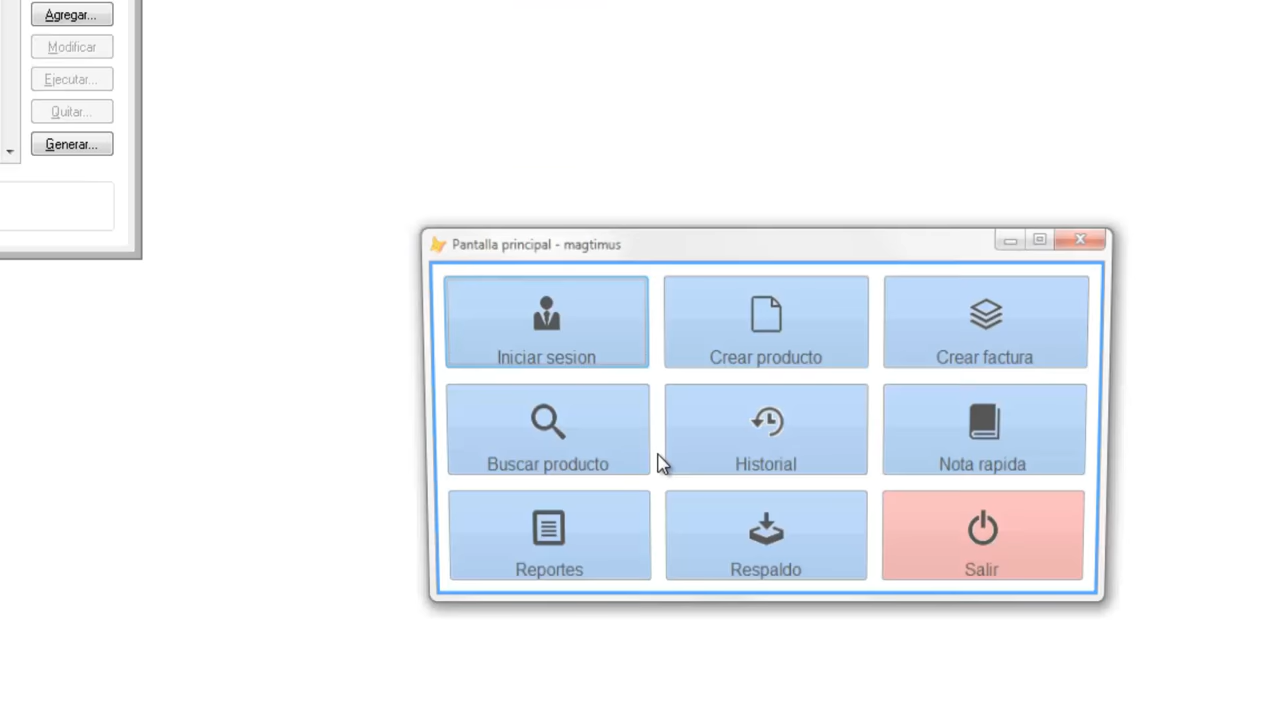 Agregar...
Modificar
Ejecutar...
Quitar...
Generar...
Pantalla principal - magtimus
Iniciar sesion
Crear producto
Crear factura
Buscar producto
Historial
Nota rapida
Reportes
Respaldo
Salir